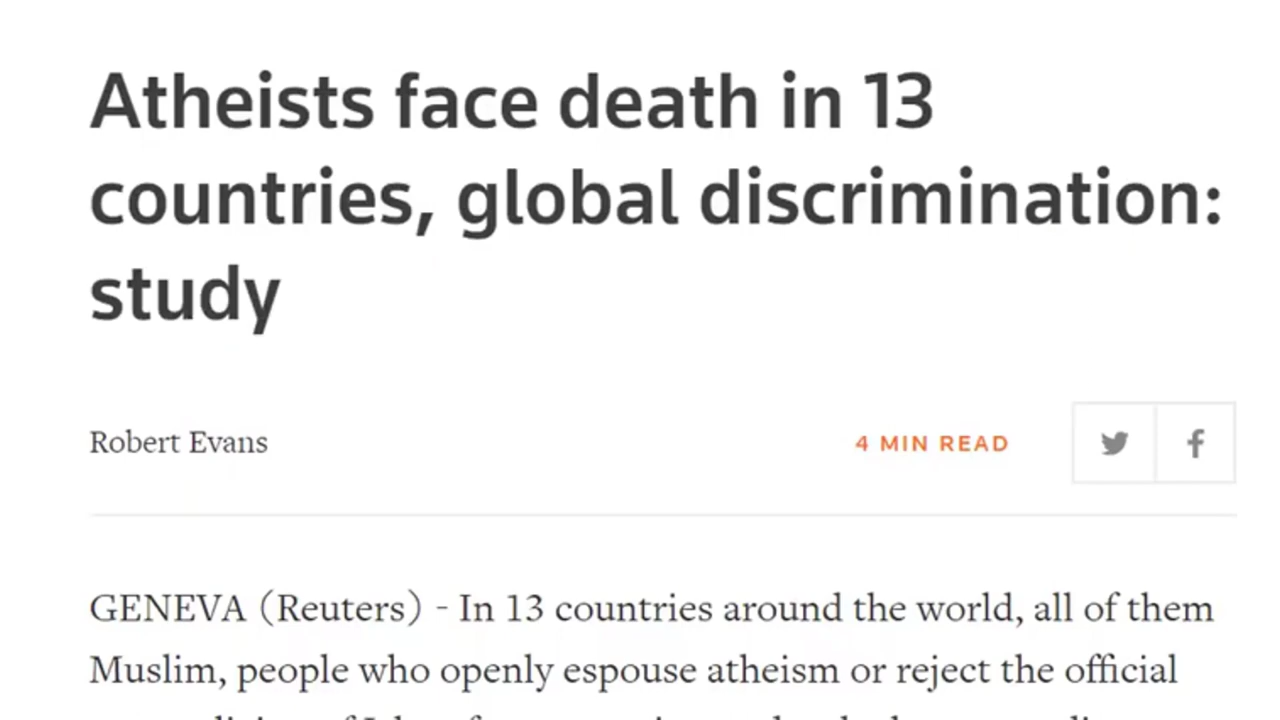 Atheists face death in 13
countries, global discrimination:
study
Robert Evans
4 MIN READ
GENEVA (Reuters) - In 13 countries around the world, all of them
Muslim, people who openly espouse atheism or reject the official